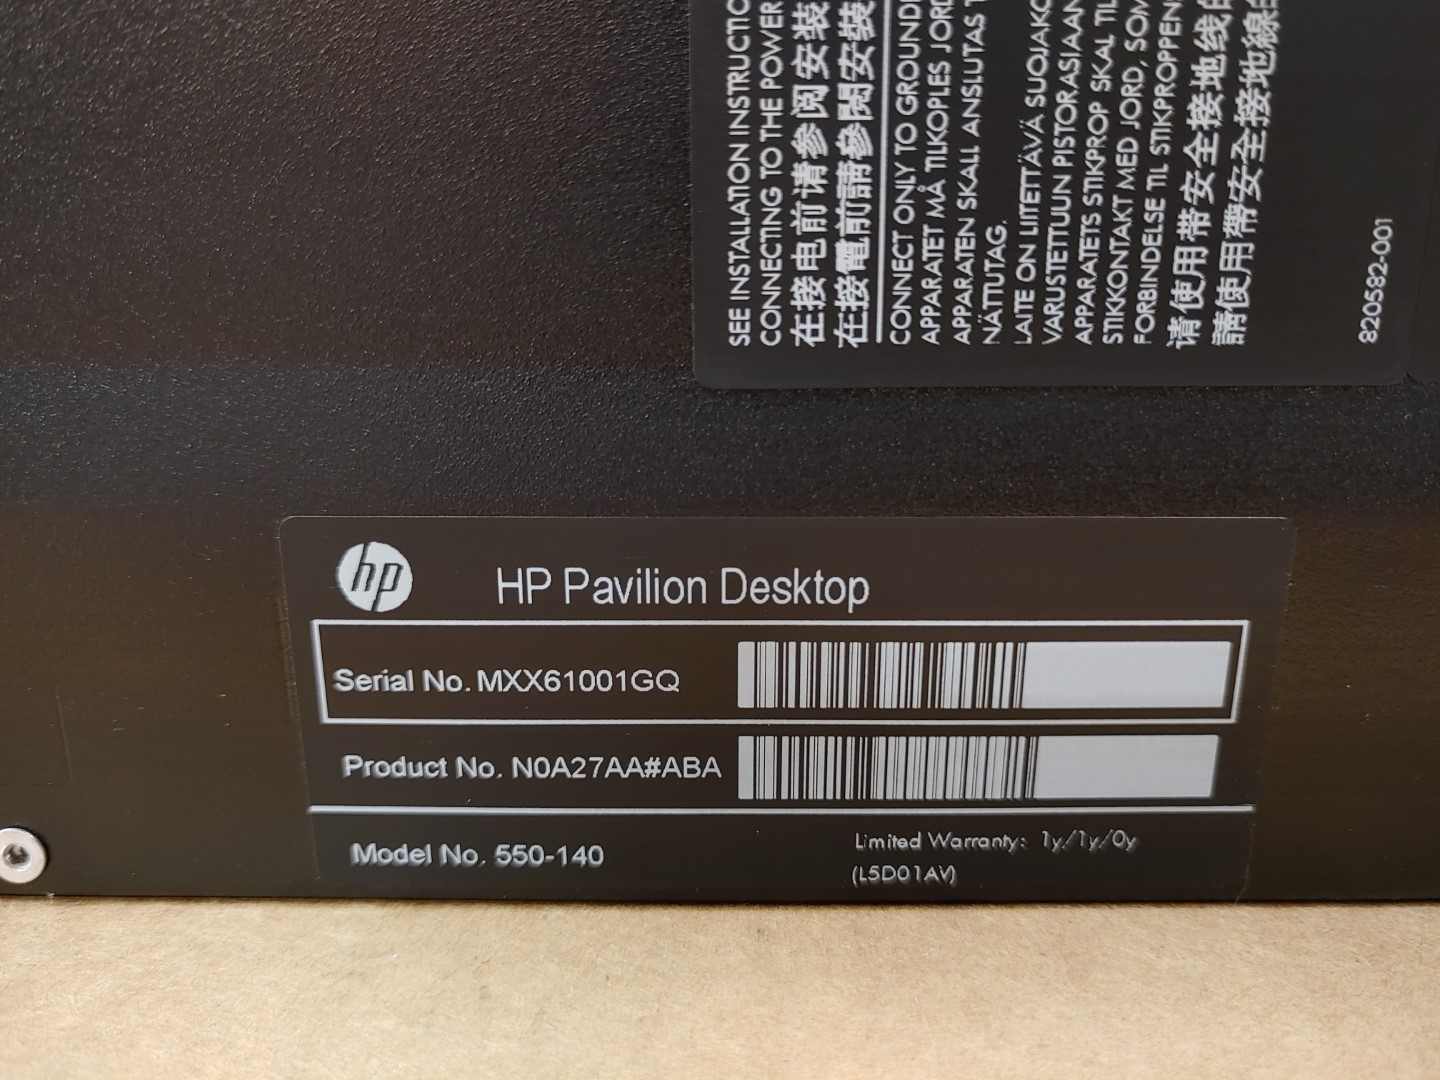 SEE INSTALLATION INSTRUCTIO
CONNECTING TO THE POWER
在接电前请参阅安装
在接電前請參閱安裝
CONNECT ONLY TO GROUNDE
APPARATET MÅ TILKOPLES JORD
APPARATEN SKALL ANSLUTAS T
NÄTTUTAG.
LAITE ON LIITETTÄVÄ SUOJAKO
VARUSTETTUUN PISTORASIAAN
APPARATETS STIKPROP SKAL TIL
STIKKONTAKT MED JORD, SOM
FORBINDELSE TIL STIKPROPPEN
请使用带安全接地线的
請使用帶安全接地線的
820582-001
hp
HP Pavilion Desktop
Serial No. MXX61001GQ
Product No. N0A27AA#ABA
Model No. 550-140
Limited Warranty: 1y/1y/0y
(L5D01AV)